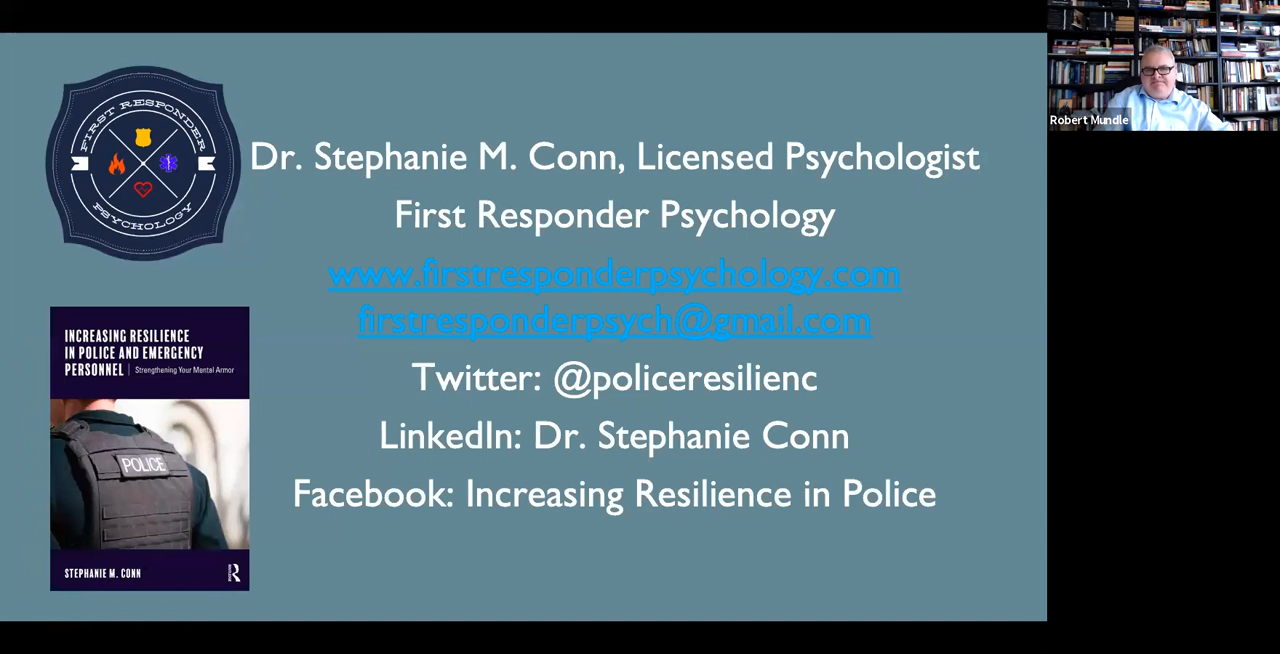 FIRST RESPONDER
PSYCHOLOGY
Dr. Stephanie M. Conn, Licensed Psychologist
First Responder Psychology
www.firstresponderpsychology.com
firstresponderpsych@gmail.com
Twitter: @policeresilienc
LinkedIn: Dr. Stephanie Conn
Facebook: Increasing Resilience in Police
INCREASING RESILIENCE
IN POLICE AND EMERGENCY
PERSONNEL | Strengthening Your Mental Armor
POLICE
STEPHANIE M. CONN
R
Robert Mundle